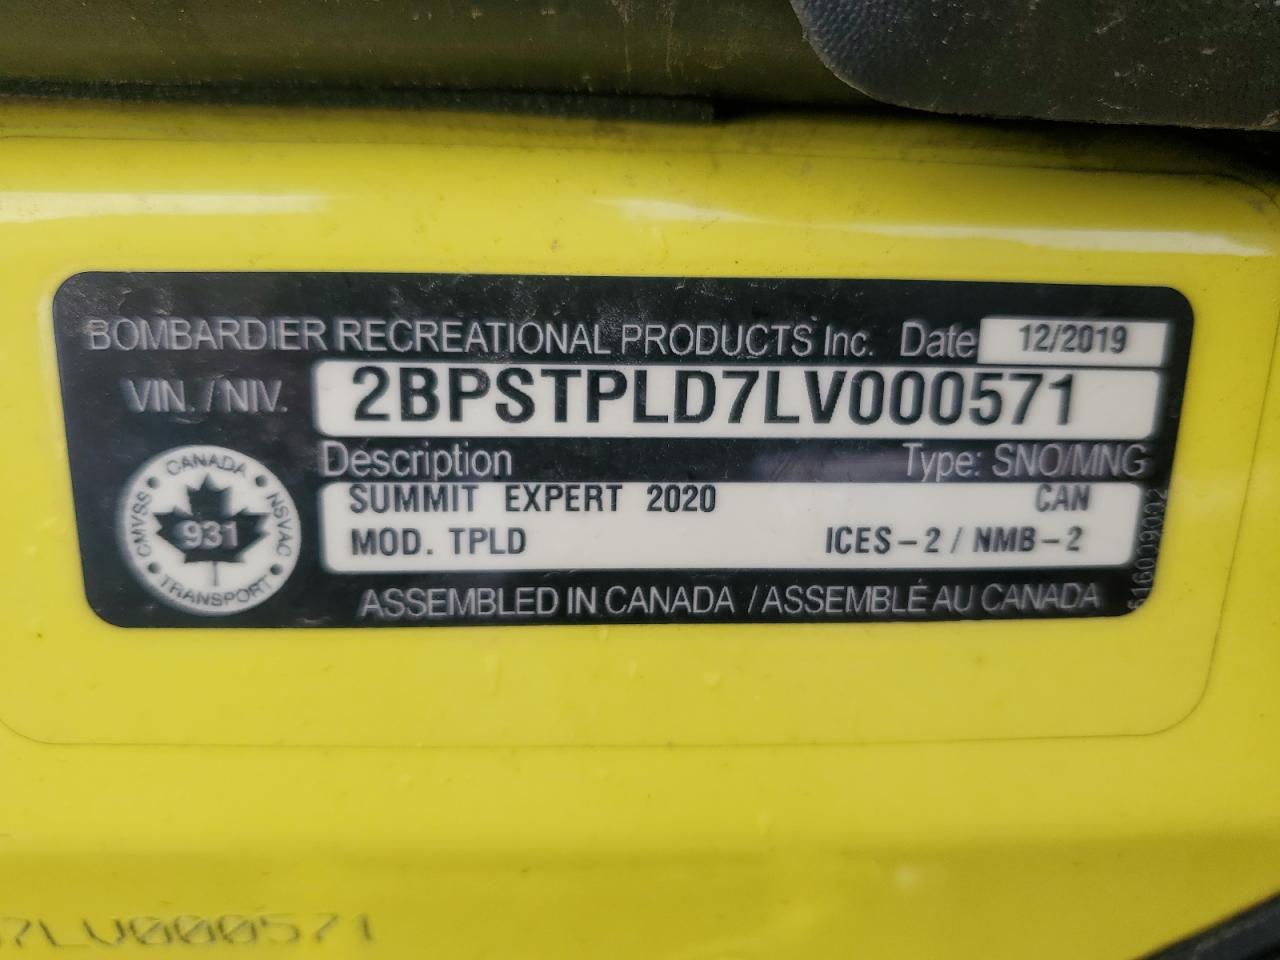 BOMBARDIER RECREATIONAL PRODUCTS Inc. Date 12/2019
VIN. / NIV. 2BPSTPLD7LV000571
Description Type: SNO/MNG
SUMMIT EXPERT 2020 CAN
MOD. TPLD ICES-2 / NMB-2
ASSEMBLED IN CANADA / ASSEMBLÉ AU CANADA
CANADA
CMVSS 931 NSVAC
TRANSPORT
516009002
7LV000571